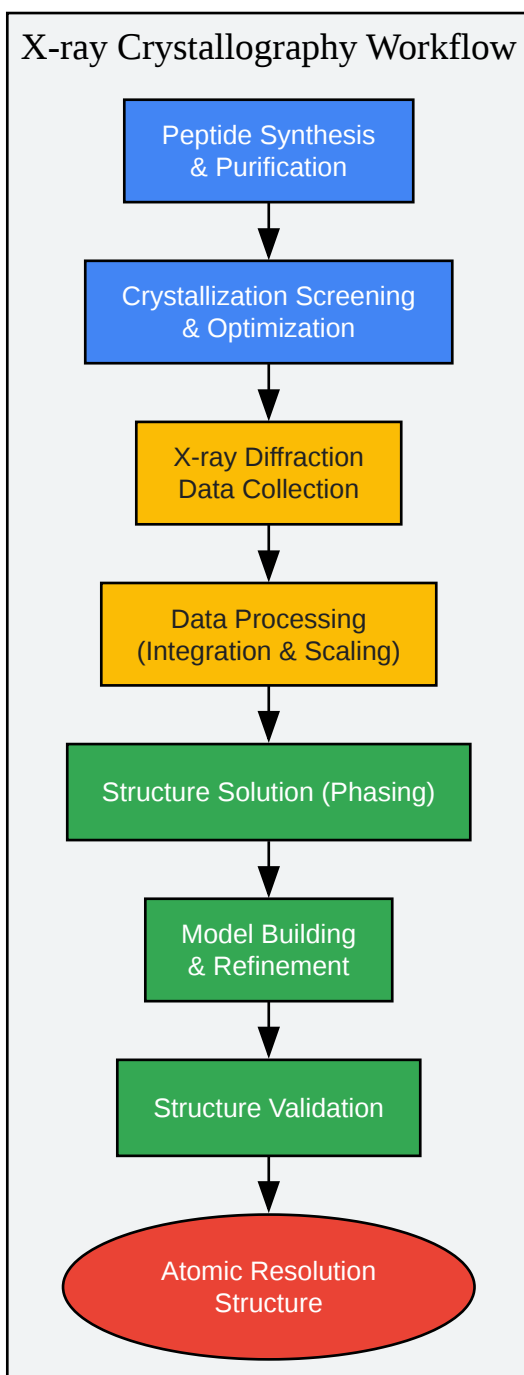 X-ray Crystallography Workflow
Peptide Synthesis
& Purification
Crystallization Screening
& Optimization
X-ray Diffraction
Data Collection
Data Processing
(Integration & Scaling)
Structure Solution (Phasing)
Model Building
& Refinement
Structure Validation
Atomic Resolution
Structure